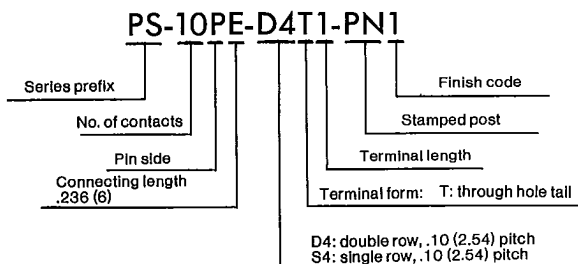 PS-10PE-D4T1-PN1
Series prefix
Finish code
No. of contacts
Stamped post
Pin side
Terminal length
Connecting length
.236 (6)
Terminal form: T: through hole tail
D4: double row, .10 (2.54) pitch
S4: single row, .10 (2.54) pitch